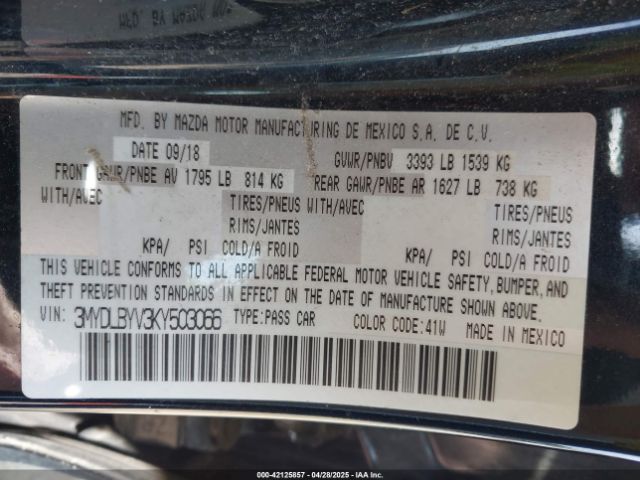 MFD. BY MAZDA MOTOR MANUFACTURING DE MEXICO S.A. DE C.V.
DATE 09/18 GVWR/PNBV 3393 LB 1539 KG
FRONT GAWR/PNBE AV 1795 LB 814 KG REAR GAWR/PNBE AR 1627 LB 738 KG
WITH/AVEC TIRES/PNEUS WITH/AVEC TIRES/PNEUS
RIMS/JANTES RIMS/JANTES
KPA/ PSI COLD/A FROID KPA/ PSI COLD/A FROID
THIS VEHICLE CONFORMS TO ALL APPLICABLE FEDERAL MOTOR VEHICLE SAFETY, BUMPER, AND
THEFT PREVENTION STANDARDS IN EFFECT ON THE DATE OF MANUFACTURE SHOWN ABOVE.
VIN: 3MYDLBYV3KY503066 TYPE:PASS CAR COLOR CODE:41W MADE IN MEXICO
000-42125857 | 04/28/2025 | IAAI.COM